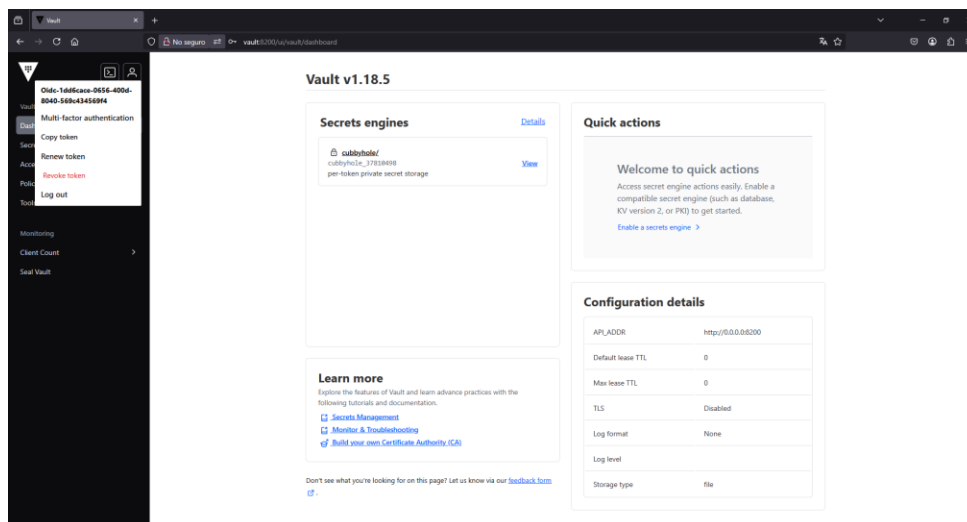 Vault
No seguro
vault:8200/ui/vault/dashboard
Oidc-1dd6cace-0656-400d-
8040-569c434569f4
Multi-factor authentication
Copy token
Renew token
Revoke token
Log out
Vault
Dash
Secr
Acce
Polic
Tools
Monitoring
Client Count
Seal Vault
Vault v1.18.5
Secrets engines
Details
cubbyhole/
cubbyhole_37010498
per-token private secret storage
View
Learn more
Explore the features of Vault and learn advance practices with the
following tutorials and documentation.
Secrets Management
Monitor & Troubleshooting
Build your own Certificate Authority (CA)
Don't see what you're looking for on this page? Let us know via our feedback form
.
Quick actions
Welcome to quick actions
Access secret engine actions easily. Enable a
compatible secret engine (such as database,
KV version 2, or PKI) to get started.
Enable a secrets engine
Configuration details
API_ADDR http://0.0.0.0:8200
Default lease TTL 0
Max lease TTL 0
TLS Disabled
Log format None
Log level
Storage type file